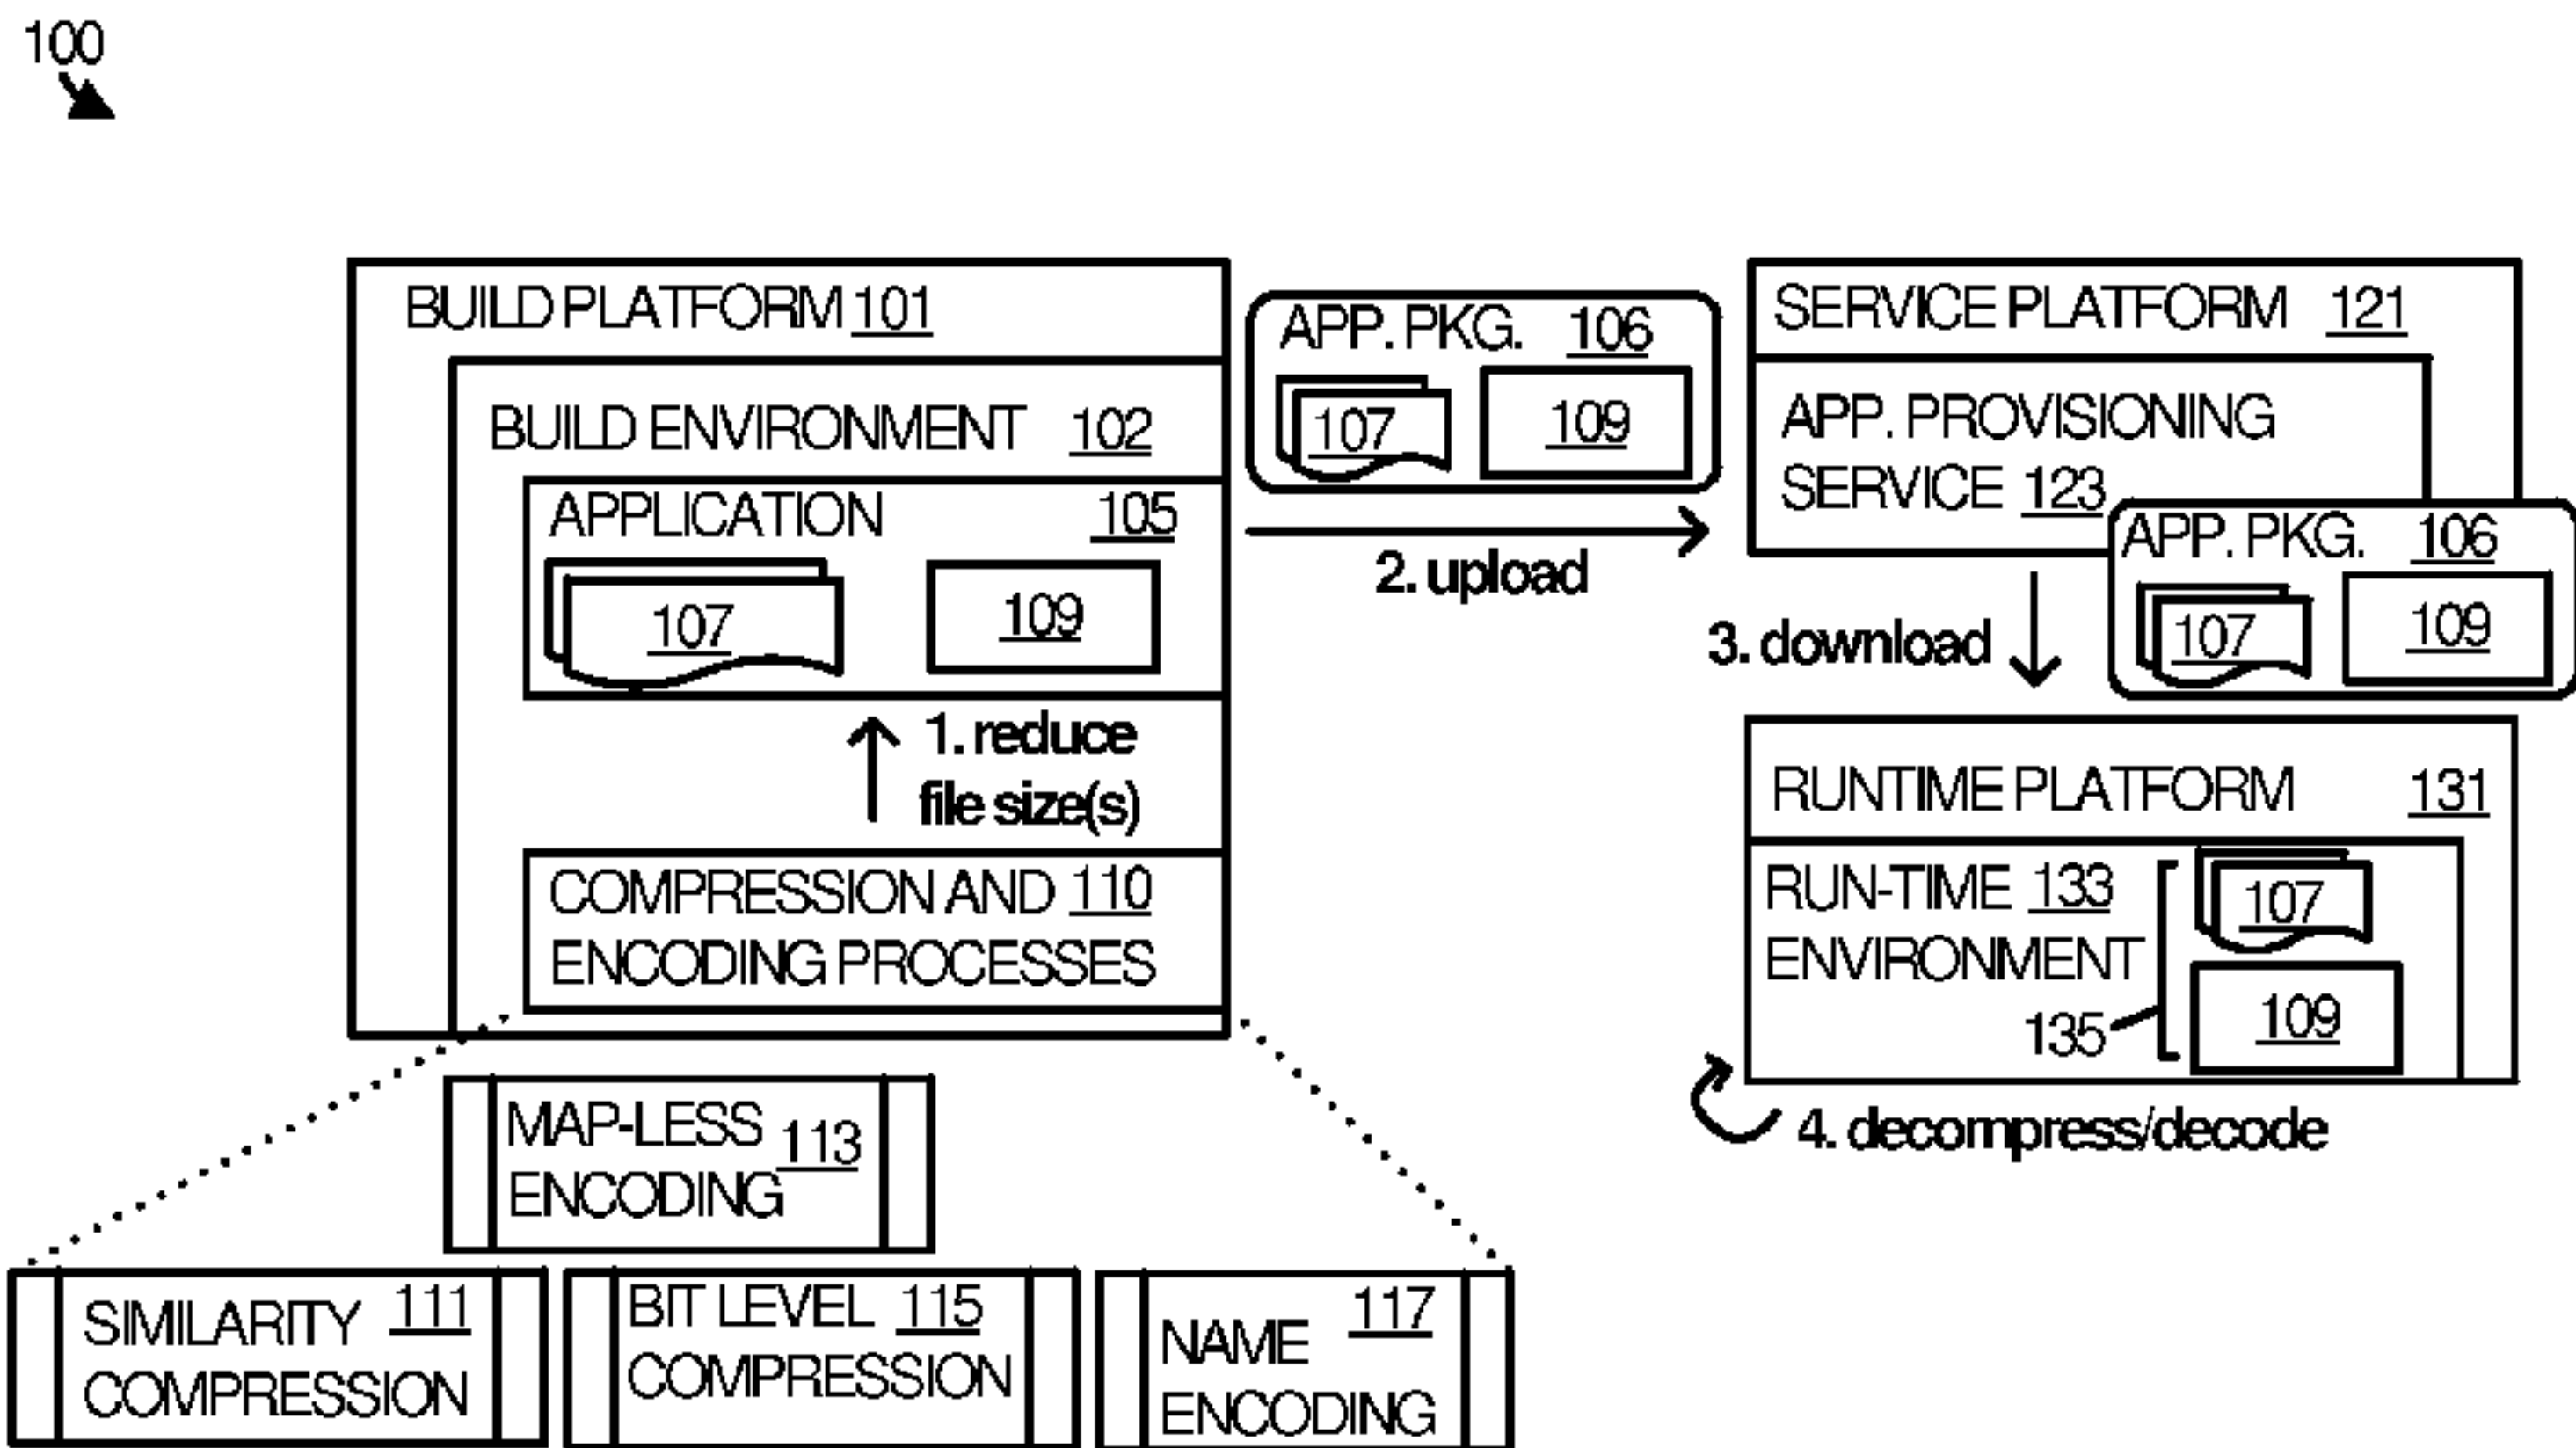 100
BUILD PLATFORM 101
BUILD ENVIRONMENT 102
APPLICATION 105
107 109
1. reduce
file size(s)
COMPRESSION AND 110
ENCODING PROCESSES
MAP-LESS 113
ENCODING
SIMILARITY 111
COMPRESSION
BIT LEVEL 115
COMPRESSION
NAME 117
ENCODING
APP. PKG. 106
107 109
2. upload
SERVICE PLATFORM 121
APP. PROVISIONING
SERVICE 123
APP. PKG. 106
107 109
3. download
RUNTIME PLATFORM 131
RUN-TIME 133
ENVIRONMENT
107
109
135
4. decompress/decode